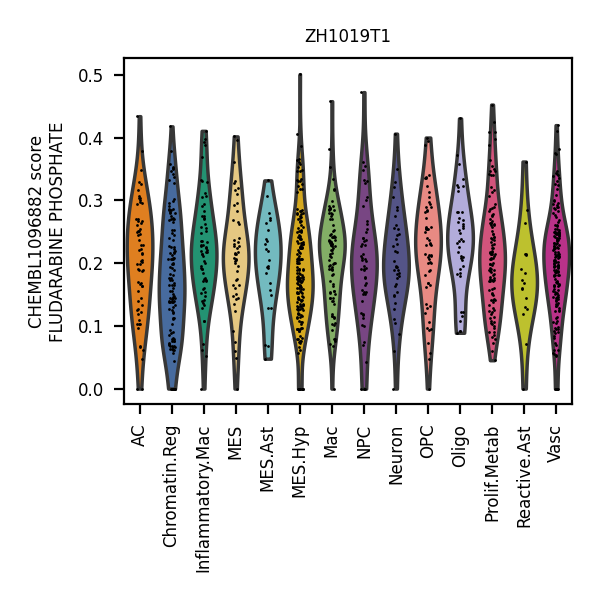 ZH1019T1
CHEMBL1096882 score
FLUDARABINE PHOSPHATE
0.5
0.4
0.3
0.2
0.1
0.0
AC
Chromatin.Reg
Inflammatory.Mac
MES
MES.Ast
MES.Hyp
Mac
NPC
Neuron
OPC
Oligo
Prolif.Metab
Reactive.Ast
Vasc